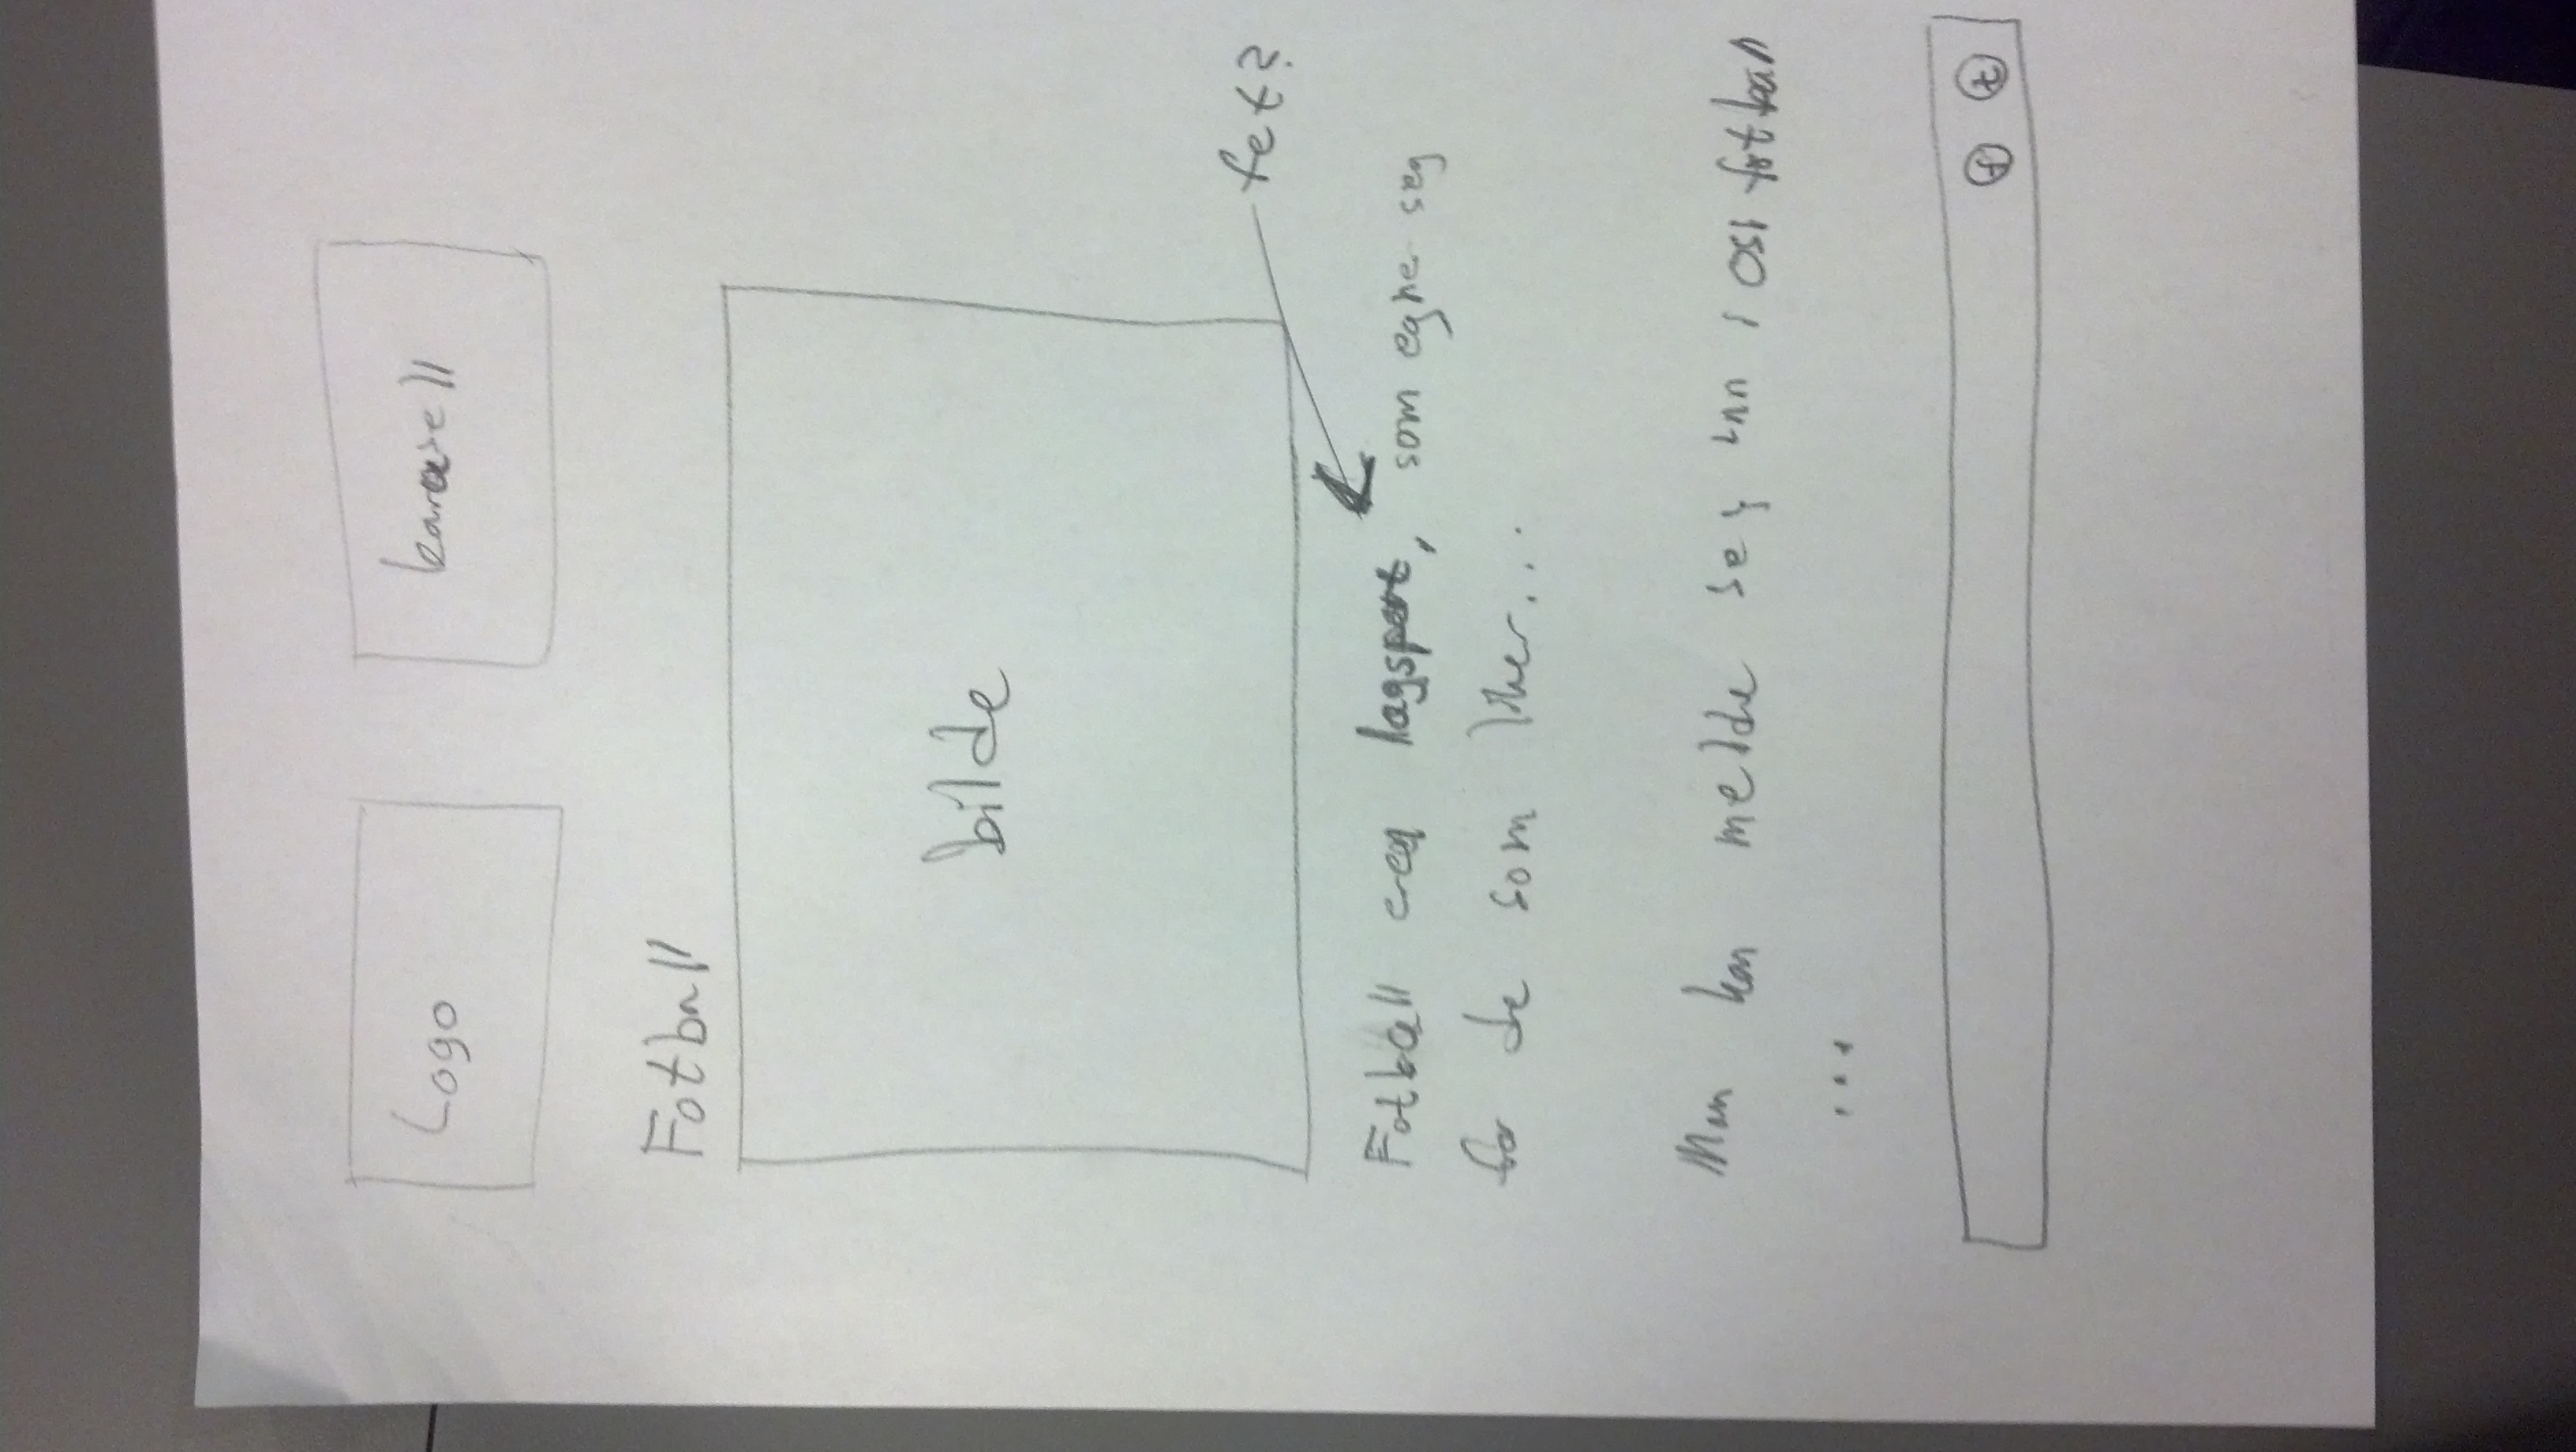 Logo
karusell
Fotball
bilde
fet?
Fotball er en lagsport, som egner seg
for de som liker...
Man kan melde seg inn i OSI fotball
...
f t